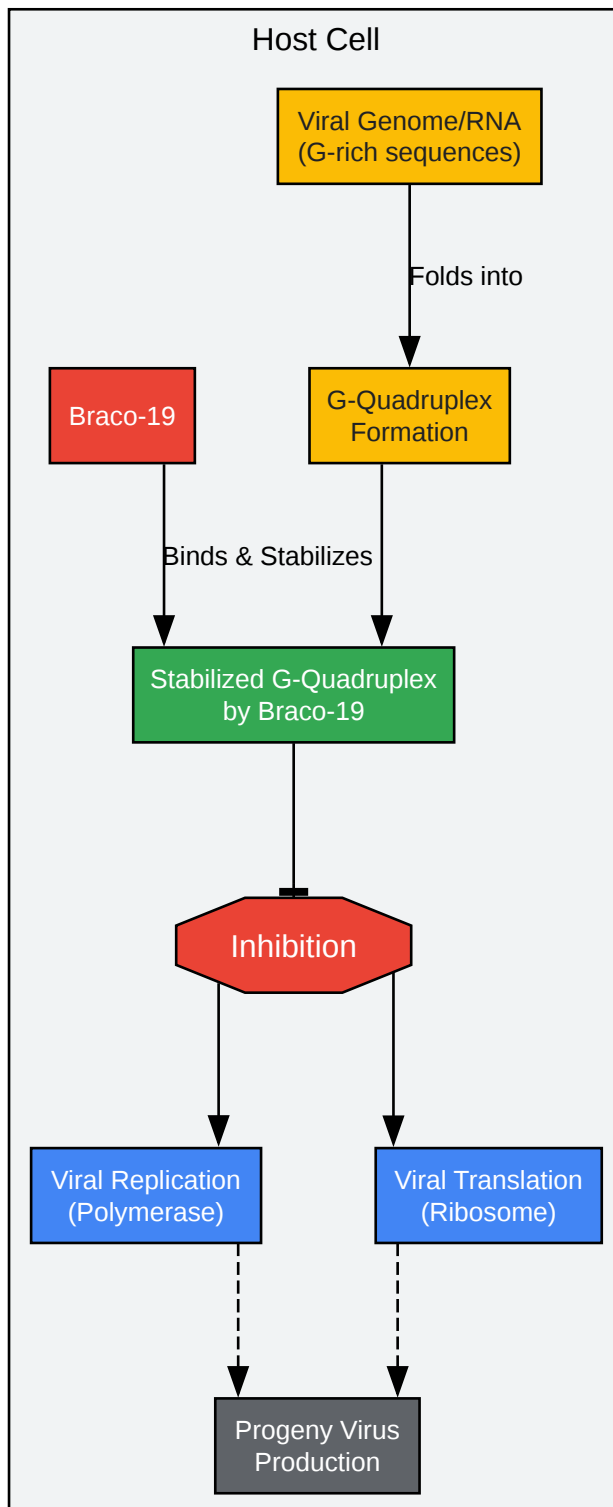 Host Cell
Viral Genome/RNA
(G-rich sequences)
Folds into
Braco-19
G-Quadruplex
Formation
Binds & Stabilizes
Stabilized G-Quadruplex
by Braco-19
Inhibition
Viral Replication
(Polymerase)
Viral Translation
(Ribosome)
Progeny Virus
Production